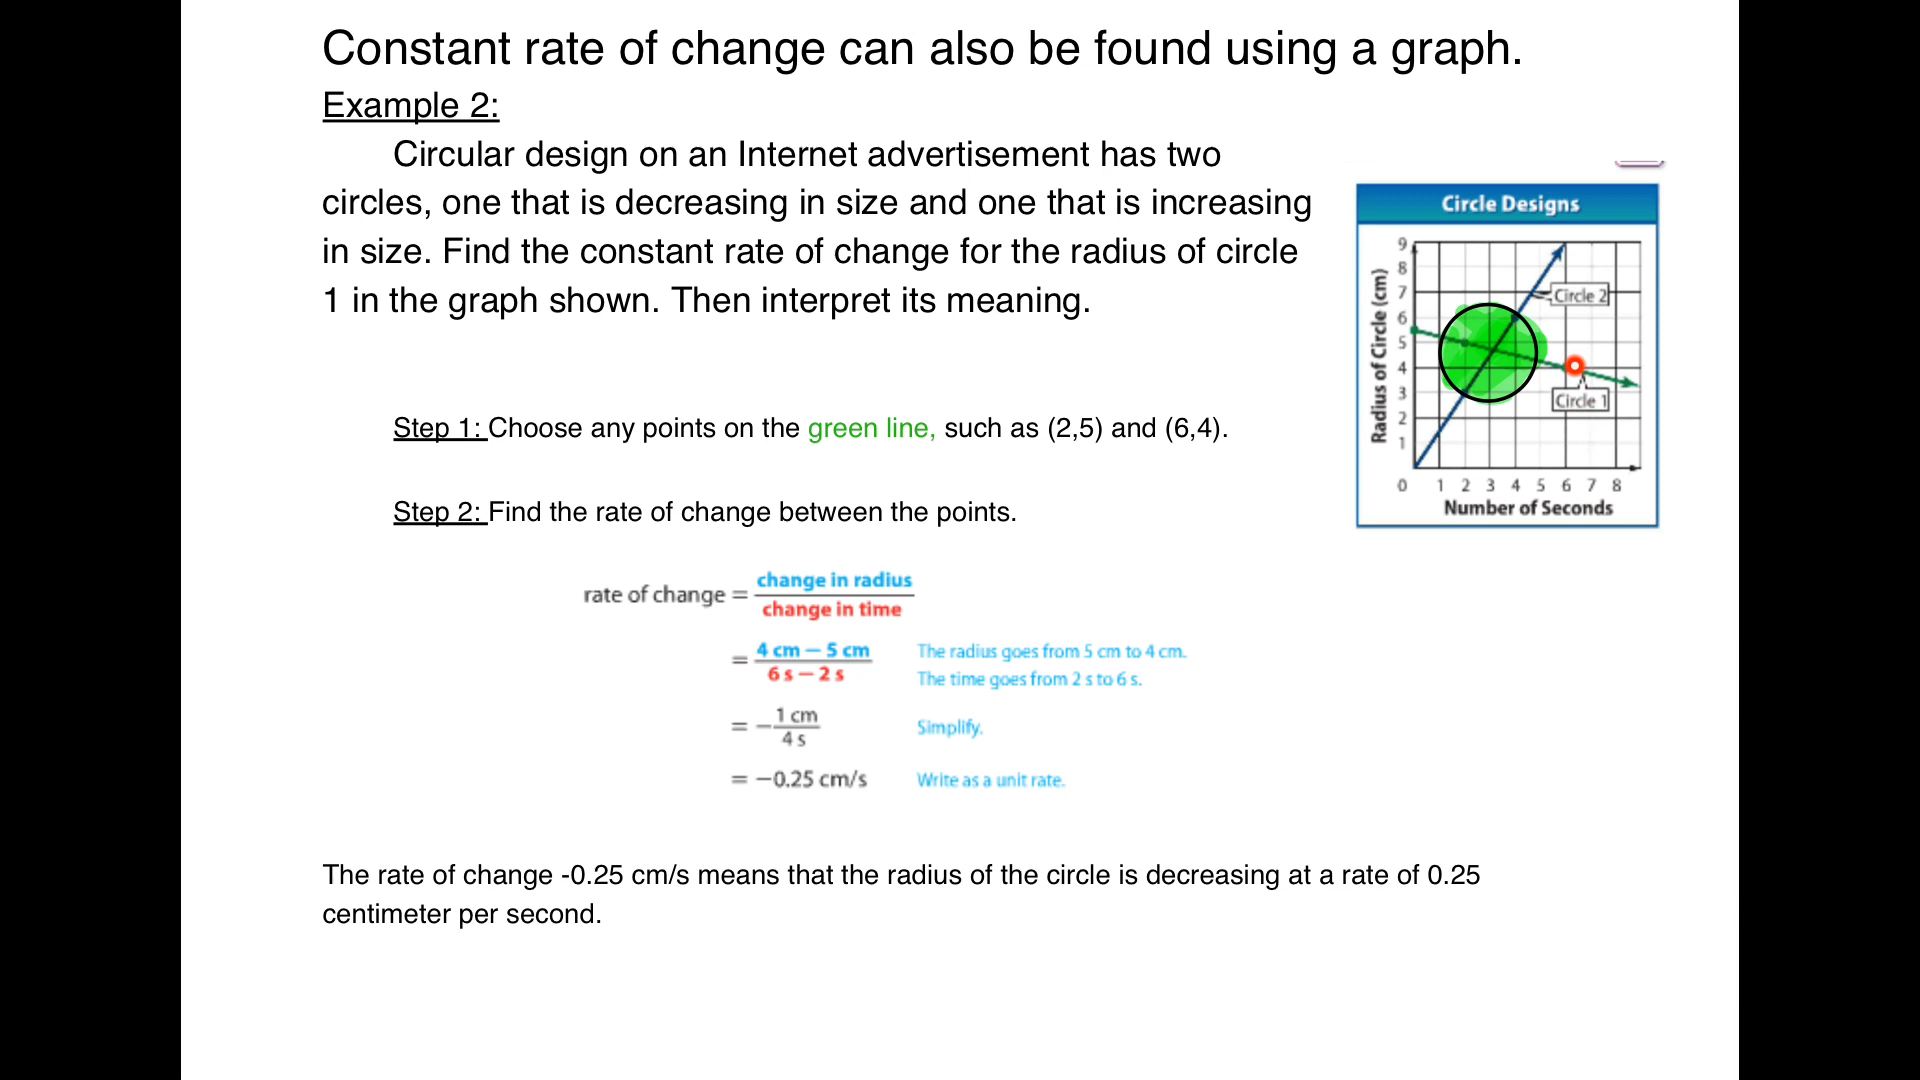 Constant rate of change can also be found using a graph.
Example 2:
Circular design on an Internet advertisement has two
circles, one that is decreasing in size and one that is increasing
in size. Find the constant rate of change for the radius of circle
1 in the graph shown. Then interpret its meaning.
Circle Designs
Radius of Circle (cm)
9
8
7
6
5
4
3
2
1
Circle 2
Circle 1
0 1 2 3 4 5 6 7 8
Number of Seconds
Step 1: Choose any points on the green line, such as (2,5) and (6,4).
Step 2: Find the rate of change between the points.
rate of change = change in radius
change in time
= 4 cm − 5 cm
6 s − 2 s
The radius goes from 5 cm to 4 cm.
The time goes from 2 s to 6 s.
= − 1 cm
4 s
Simplify.
= −0.25 cm/s Write as a unit rate.
The rate of change -0.25 cm/s means that the radius of the circle is decreasing at a rate of 0.25
centimeter per second.